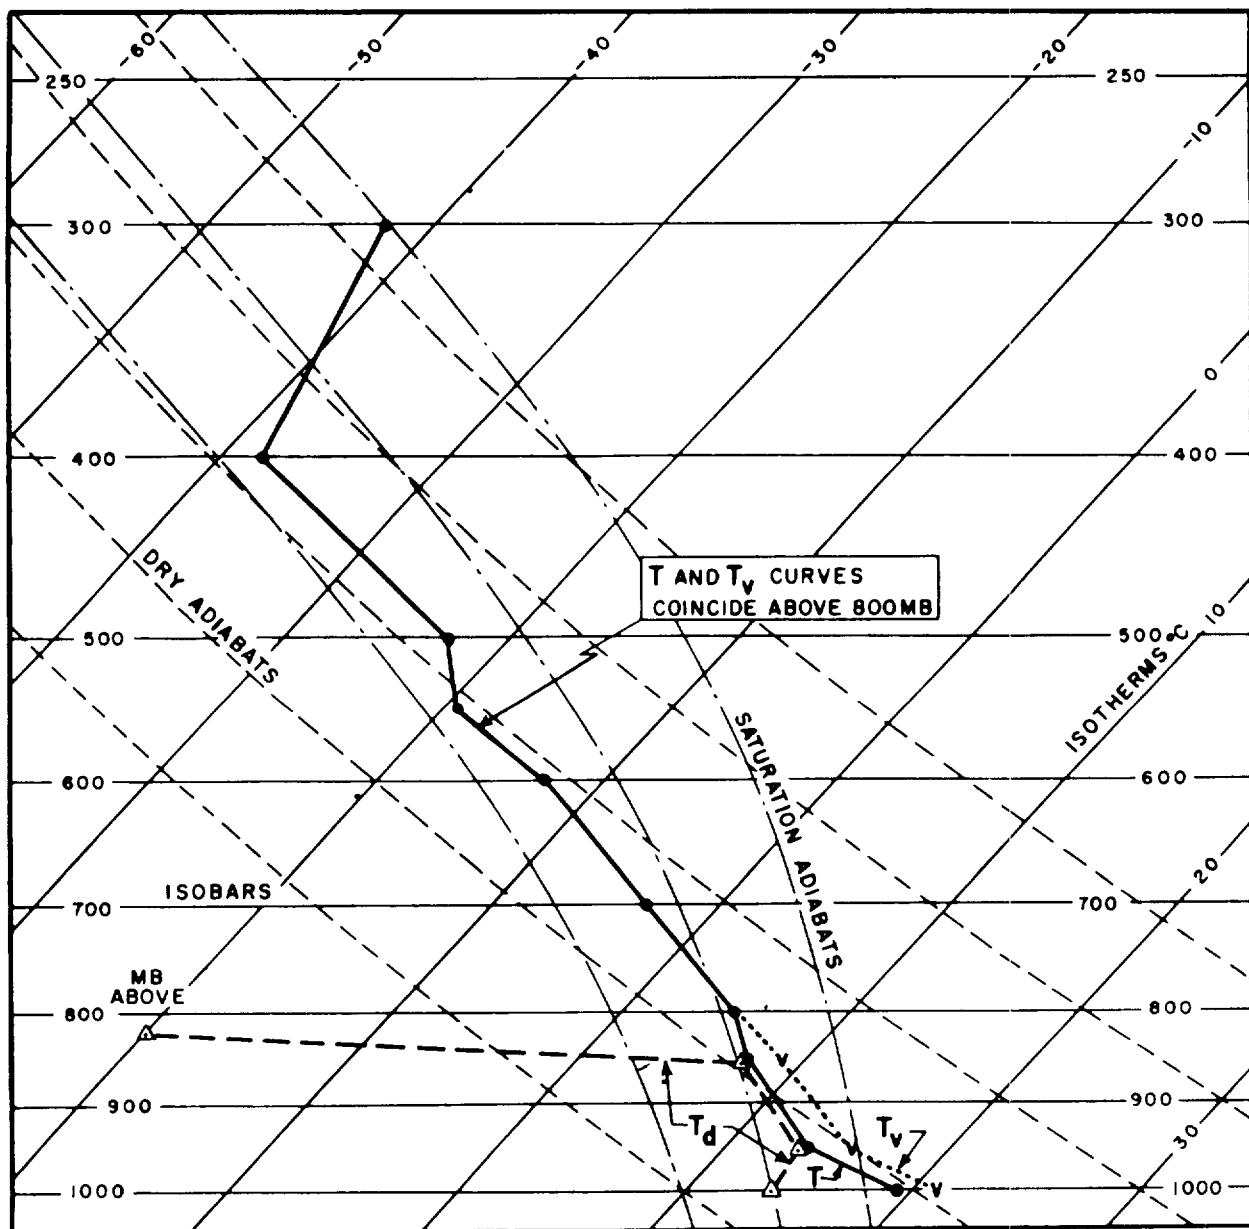 -60
-50
-40
-30
-20
250
250
-10
300
300
0
400
400
T AND Tv CURVES
COINCIDE ABOVE 800MB
DRY ADIABATS
500
500
ISOTHERMS °C
10
SATURATION ADIABATS
600
600
20
ISOBARS
700
700
MB
ABOVE
800
800
900
900
Td
Tv
T
30
1000
1000
V
V
V